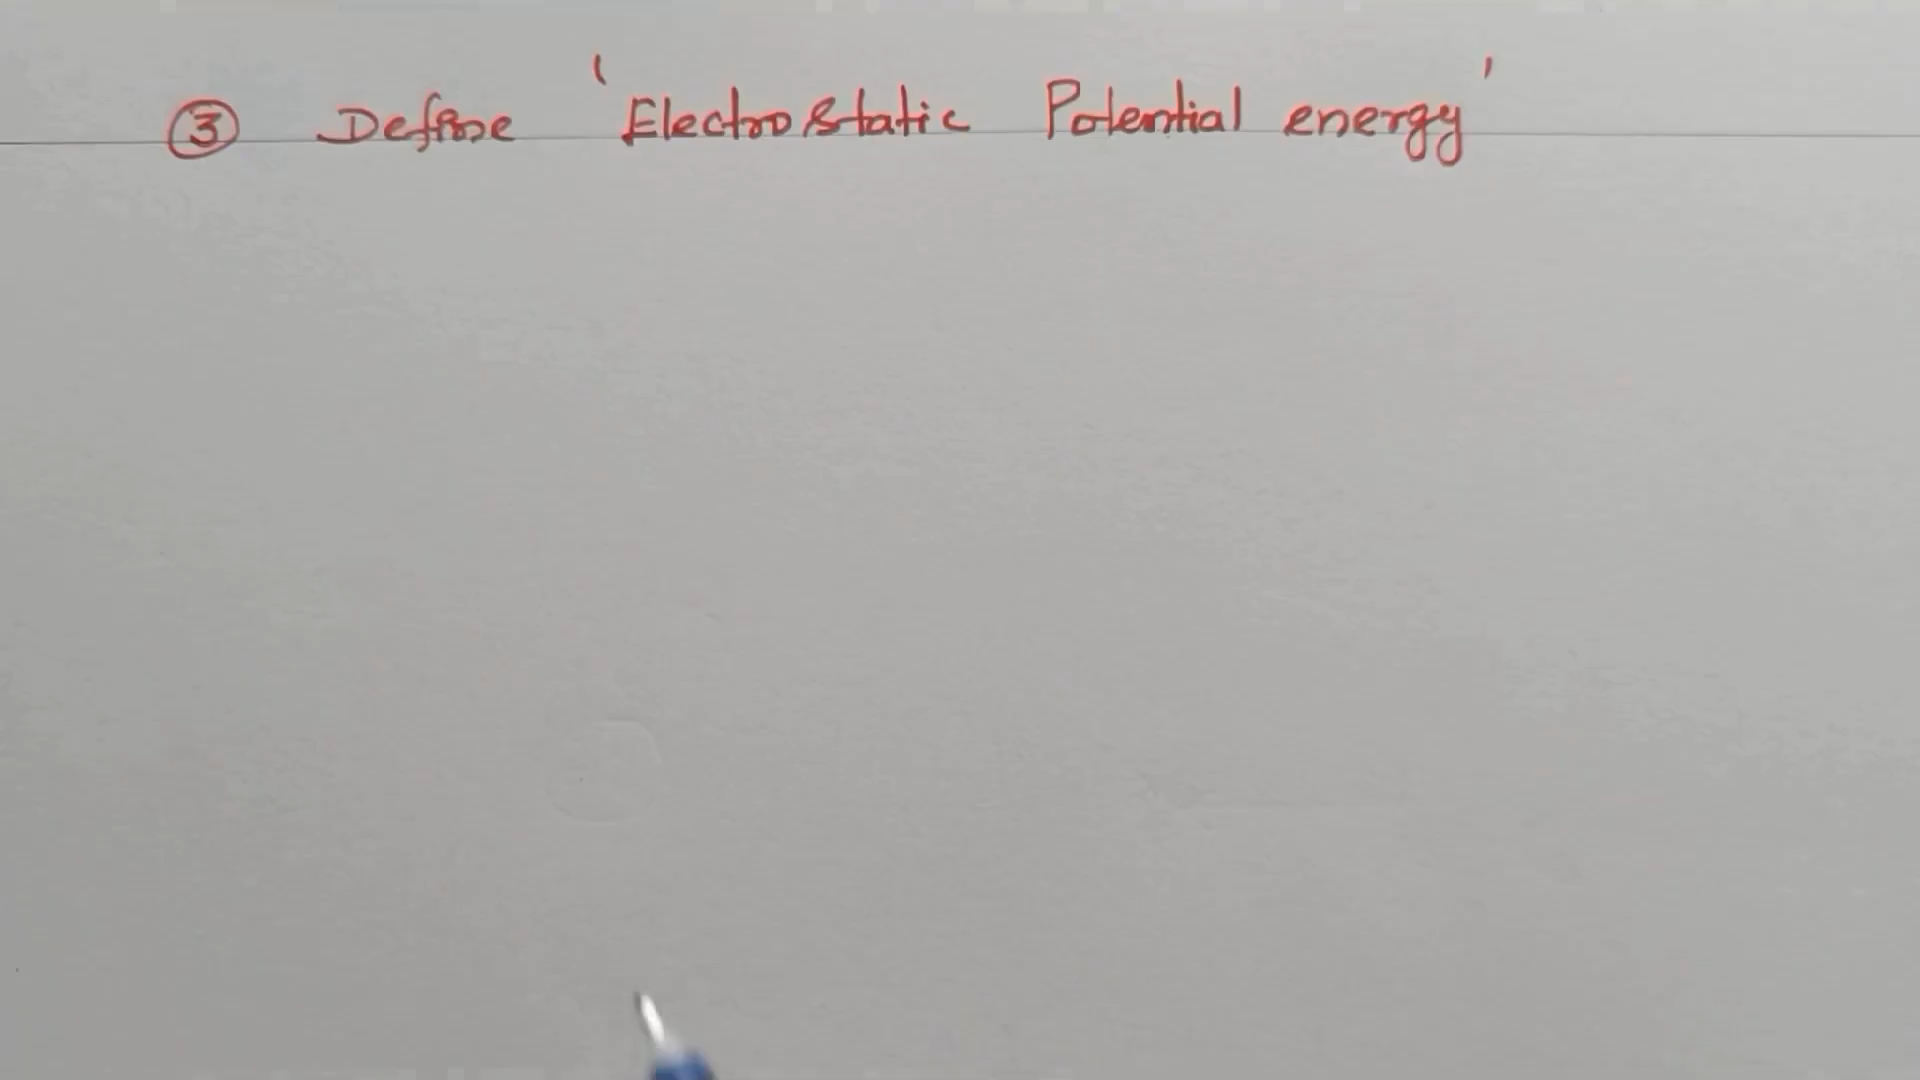 ③ Define 'Electrostatic Potential energy'